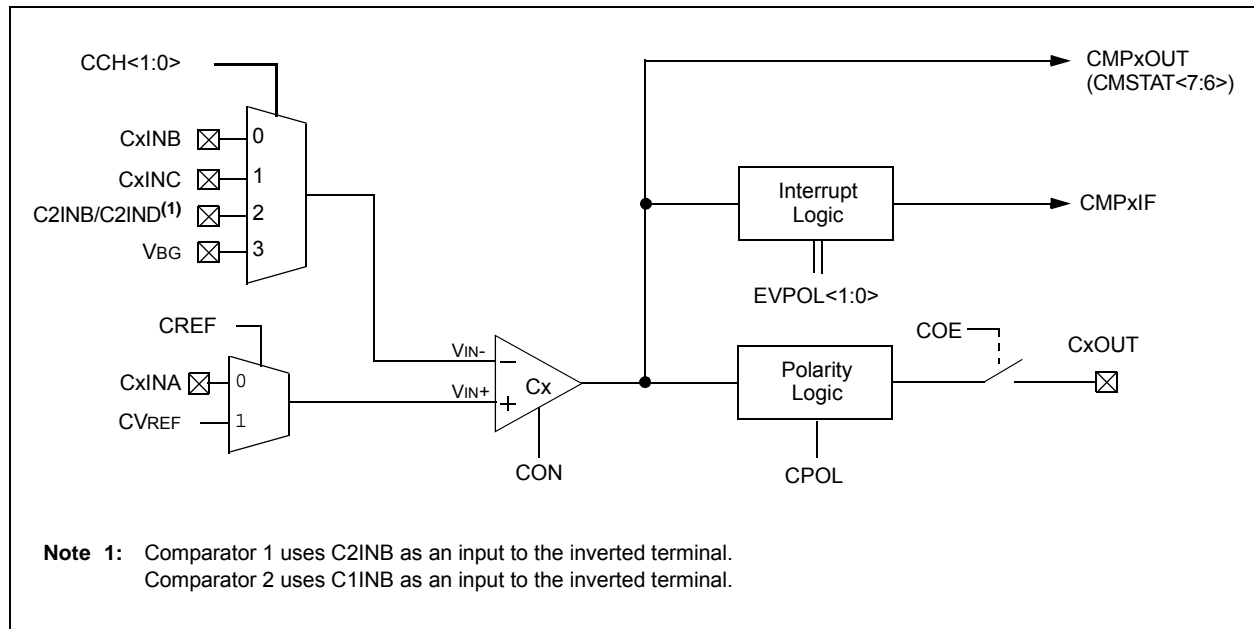 CCH<1:0>
CxINB
0
CxINC
1
C2INB/C2IND(1)
2
VBG
3
CREF
CxINA
0
CVREF
1
VIN-
−
VIN+
+
Cx
CON
CMPxOUT
(CMSTAT<7:6>)
Interrupt
Logic
CMPxIF
EVPOL<1:0>
COE
CxOUT
Polarity
Logic
CPOL
Note 1: Comparator 1 uses C2INB as an input to the inverted terminal.
Comparator 2 uses C1INB as an input to the inverted terminal.